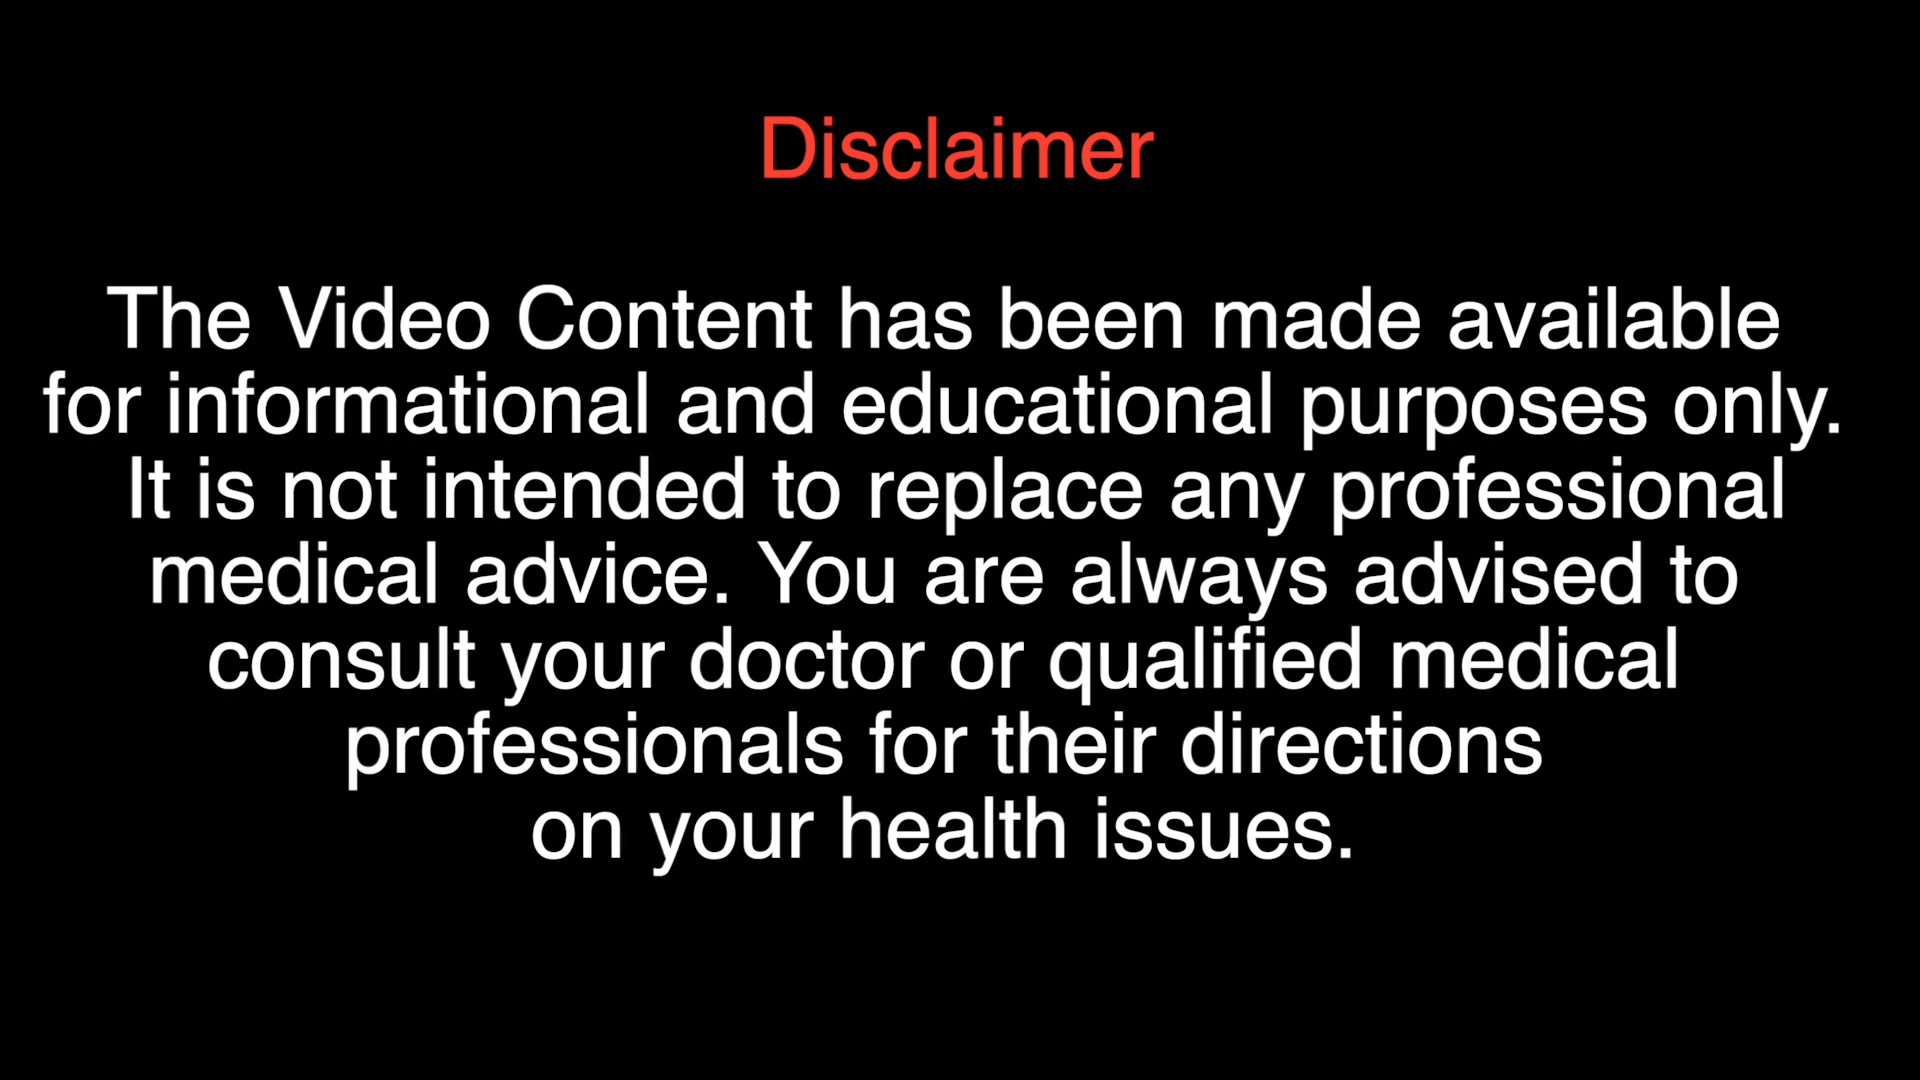 Disclaimer
The Video Content has been made available
for informational and educational purposes only.
It is not intended to replace any professional
medical advice. You are always advised to
consult your doctor or qualified medical
professionals for their directions
on your health issues.